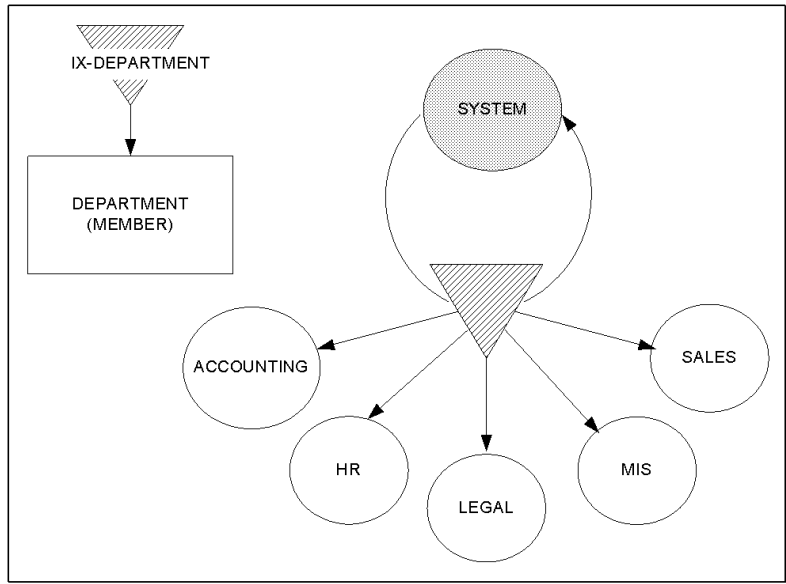 IX-DEPARTMENT
DEPARTMENT
(MEMBER)
SYSTEM
ACCOUNTING
SALES
HR
MIS
LEGAL